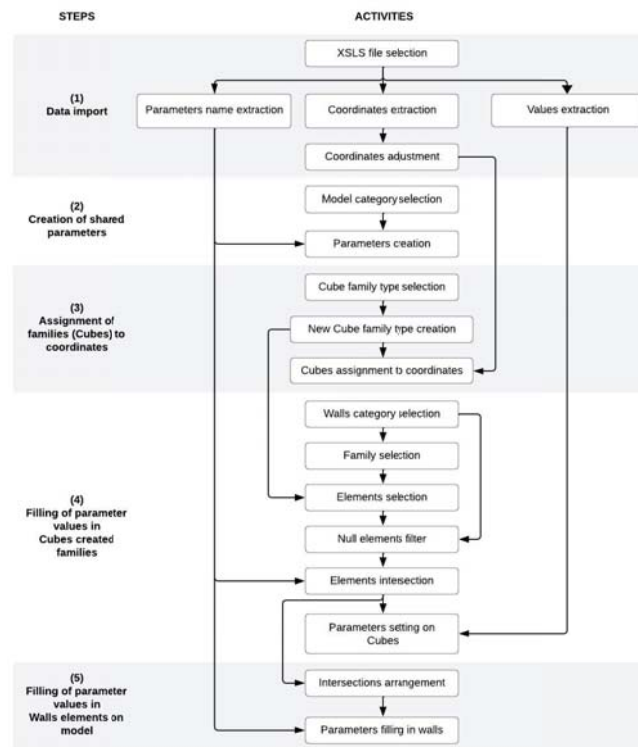 STEPS
ACTIVITIES
XSLS file selection
(1)
Data import
Parameters name extraction
Coordinates extraction
Values extraction
Coordinates adjustment
(2)
Creation of shared
parameters
Model category selection
Parameters creation
(3)
Assignment of
families (Cubes) to
coordinates
Cube family type selection
New Cube family type creation
Cubes assignment to coordinates
(4)
Filling of parameter
values in
Cubes created
families
Walls category selection
Family selection
Elements selection
Null elements filter
Elements intersection
Parameters setting on
Cubes
(5)
Filling of parameter
values in
Walls elements on
model
Intersections arrangement
Parameters filling in walls